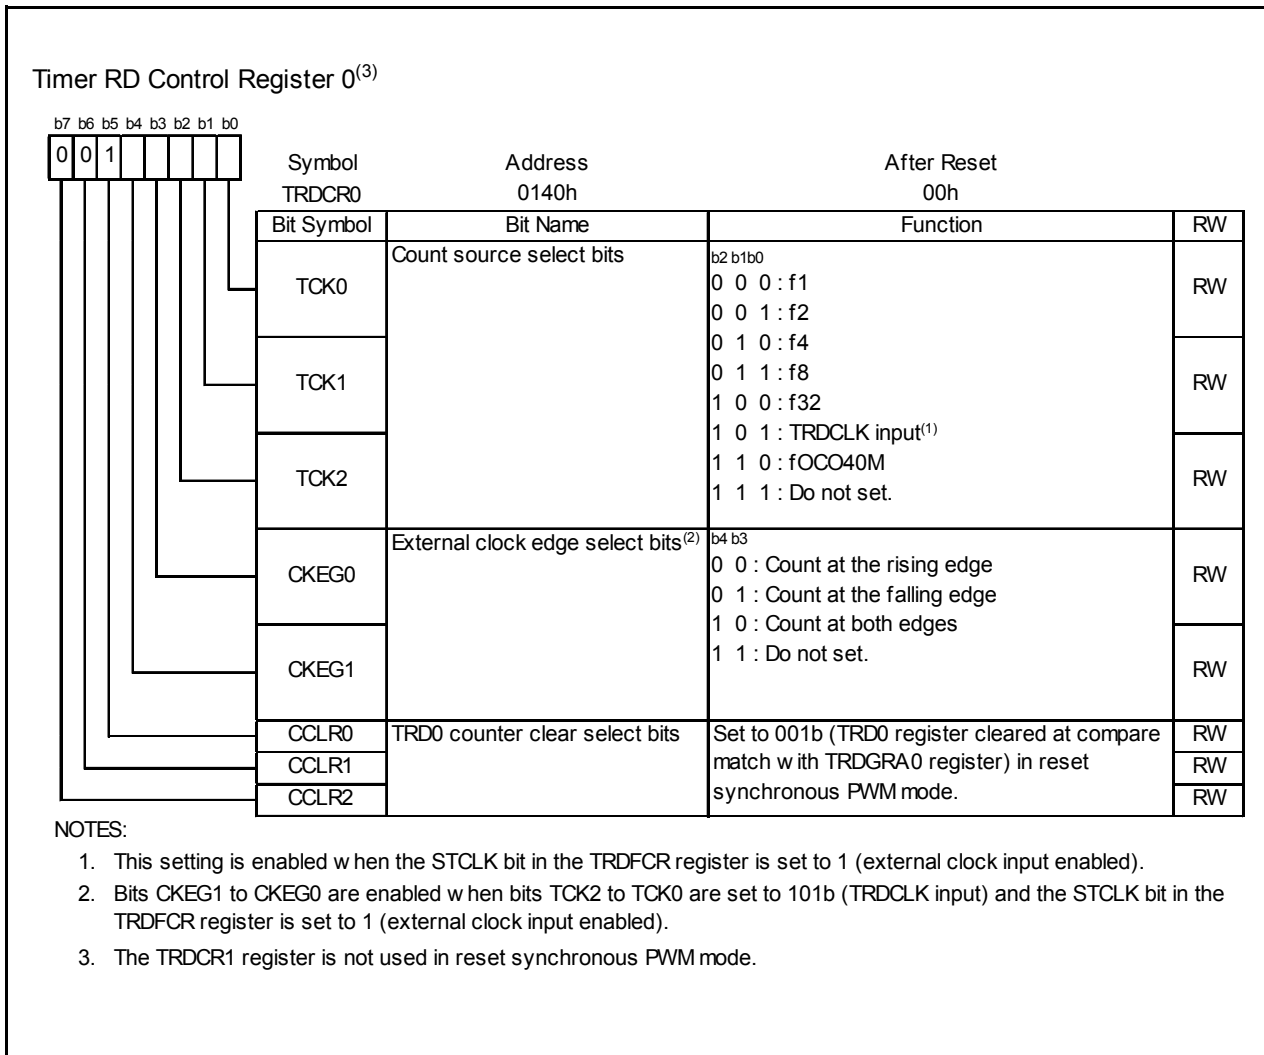 Timer RD Control Register 0(3)
b7 b6 b5 b4 b3 b2 b1 b0
0 0 1
Symbol Address After Reset
TRDCR0 0140h 00h
Bit Symbol Bit Name Function RW
TCK0 Count source select bits b2 b1b0
0 0 0 : f1
0 0 1 : f2
RW
0 1 0 : f4
TCK1 0 1 1 : f8 RW
1 0 0 : f32
1 0 1 : TRDCLK input(1)
TCK2 1 1 0 : fOCO40M RW
1 1 1 : Do not set.
External clock edge select bits(2) b4 b3
CKEG0 0 0 : Count at the rising edge RW
0 1 : Count at the falling edge
1 0 : Count at both edges
CKEG1 1 1 : Do not set. RW
CCLR0 TRD0 counter clear select bits Set to 001b (TRD0 register cleared at compare RW
CCLR1 match with TRDGRA0 register) in reset RW
CCLR2 synchronous PWM mode. RW
NOTES:
1. This setting is enabled when the STCLK bit in the TRDFCR register is set to 1 (external clock input enabled).
2. Bits CKEG1 to CKEG0 are enabled when bits TCK2 to TCK0 are set to 101b (TRDCLK input) and the STCLK bit in the
TRDFCR register is set to 1 (external clock input enabled).
3. The TRDCR1 register is not used in reset synchronous PWM mode.